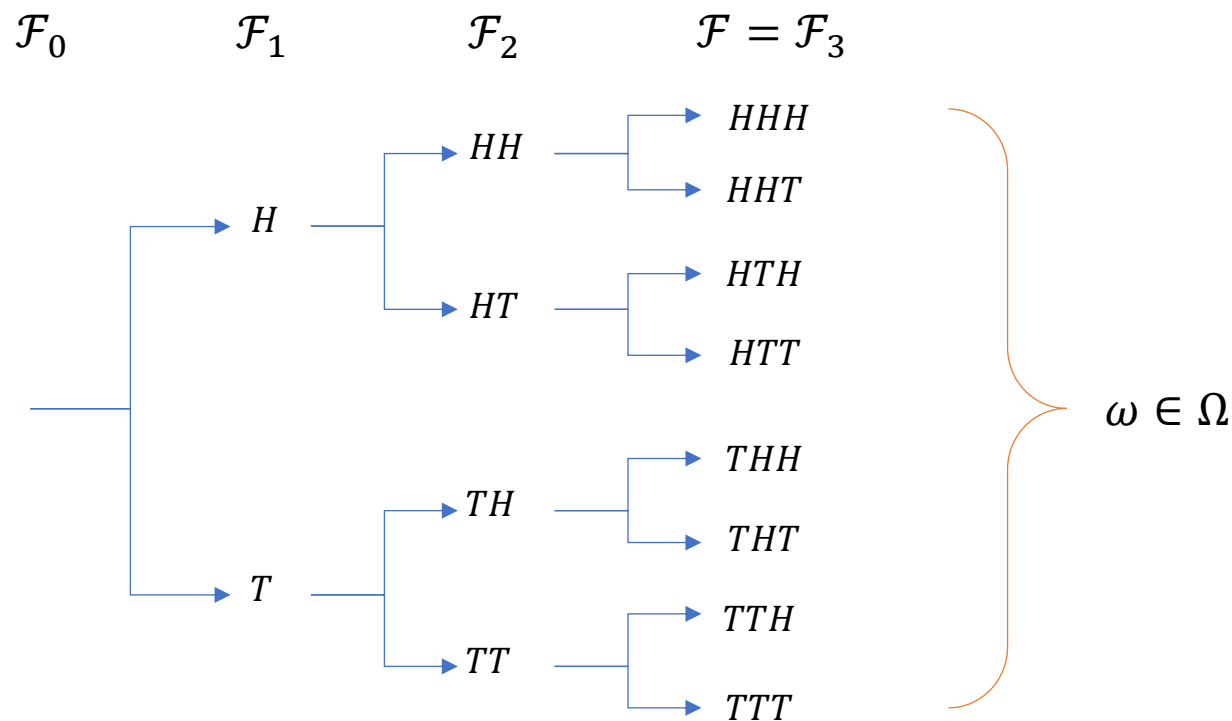 ℱ₀ ℱ₁ ℱ₂ ℱ = ℱ₃
HHH
HH
HHT
H
HTH
HT
HTT
ω ∈ Ω
THH
TH
THT
T
TTH
TT
TTT